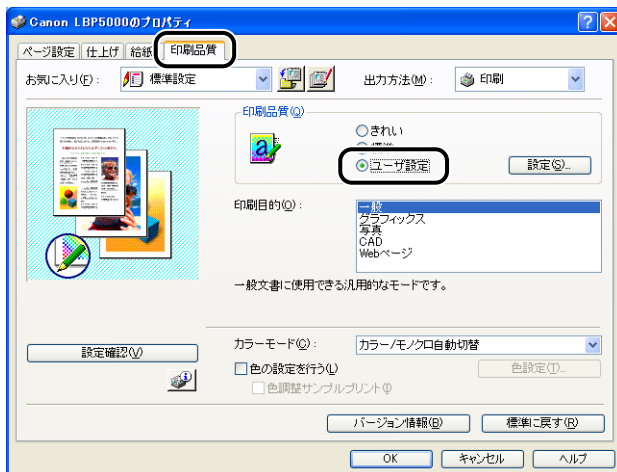 Canon LBP5000のプロパティ
ページ設定 仕上げ 給紙 印刷品質
お気に入り(F): 標準設定 出力方法(M): 印刷
印刷品質(Q)
きれい
ユーザ設定 設定(S)...
印刷目的(O):
一般
グラフィックス
写真
CAD
Webページ
一般文書に使用できる汎用的なモードです。
設定確認(V)
カラーモード(C): カラー/モノクロ自動切替
色の設定を行う(L) 色設定(T)...
色調整サンプルプリント(I)
バージョン情報(B) 標準に戻す(R)
OK キャンセル ヘルプ